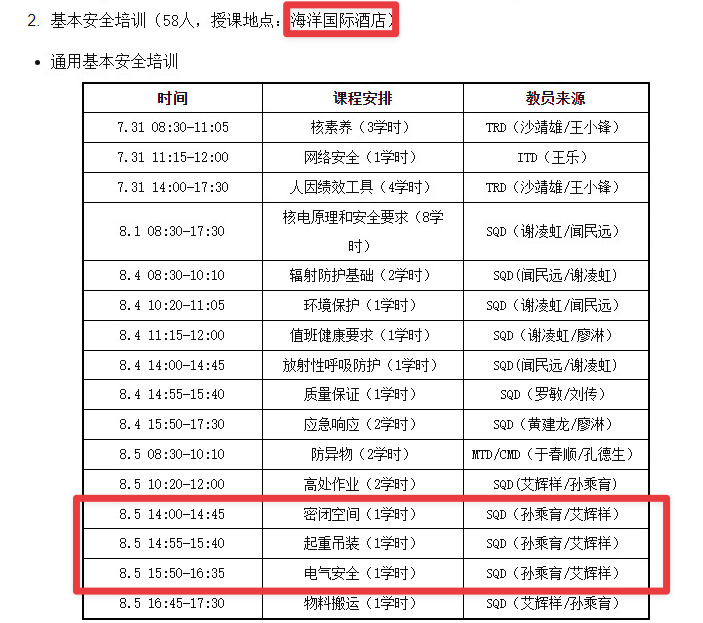 2. 基本安全培训（58人，授课地点：海洋国际酒店）
• 通用基本安全培训
时间 课程安排 教员来源
7.31 08:30-11:05 核素养（3学时） TRD（沙靖雄/王小锋）
7.31 11:15-12:00 网络安全（1学时） ITD（王乐）
7.31 14:00-17:30 人因绩效工具（4学时） TRD（沙靖雄/王小锋）
8.1 08:30-17:30 核电原理和安全要求（8学
时） SQD（谢凌虹/闻民远）
8.4 08:30-10:10 辐射防护基础（2学时） SQD(闻民远/谢凌虹)
8.4 10:20-11:05 环境保护（1学时） SQD（谢凌虹/闻民远）
8.4 11:15-12:00 值班健康要求（1学时） SQD（谢凌虹/廖淋）
8.4 14:00-14:45 放射性呼吸防护（1学时） SQD(闻民远/谢凌虹)
8.4 14:55-15:40 质量保证（1学时） SQD（罗敏/刘传）
8.4 15:50-17:30 应急响应（2学时） SQD（黄建龙/廖淋）
8.5 08:30-10:10 防异物（2学时） MTD/CMD（于春顺/孔德生）
8.5 10:20-12:00 高处作业（2学时） SQD(艾辉祥/孙乘育)
8.5 14:00-14:45 密闭空间（1学时） SQD（孙乘育/艾辉祥）
8.5 14:55-15:40 起重吊装（1学时） SQD（孙乘育/艾辉祥）
8.5 15:50-16:35 电气安全（1学时） SQD（孙乘育/艾辉祥）
8.5 16:45-17:30 物料搬运（1学时） SQD（艾辉祥/孙乘育）